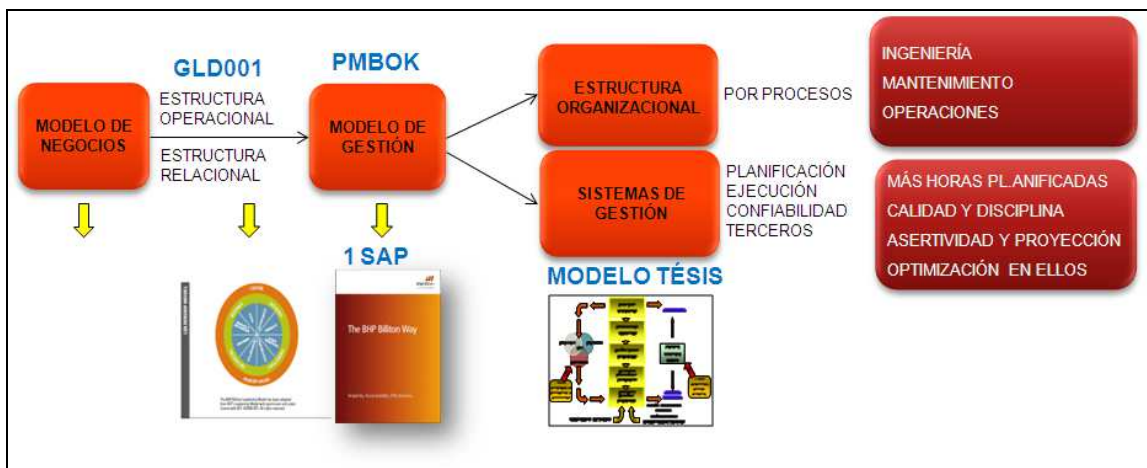 GLD001
ESTRUCTURA
OPERACIONAL
MODELO DE
NEGOCIOS
ESTRUCTURA
RELACIONAL
PMBOK
MODELO DE
GESTIÓN
ESTRUCTURA
ORGANIZACIONAL
POR PROCESOS
INGENIERÍA
MANTENIMIENTO
OPERACIONES
SISTEMAS DE
GESTIÓN
PLANIFICACIÓN
EJECUCIÓN
CONFIABILIDAD
TERCEROS
MÁS HORAS PL.ANIFICADAS
CALIDAD Y DISCIPLINA
ASERTIVIDAD Y PROYECCIÓN
OPTIMIZACIÓN EN ELLOS
1 SAP
The BHP Billiton Way
MODELO TÉSIS